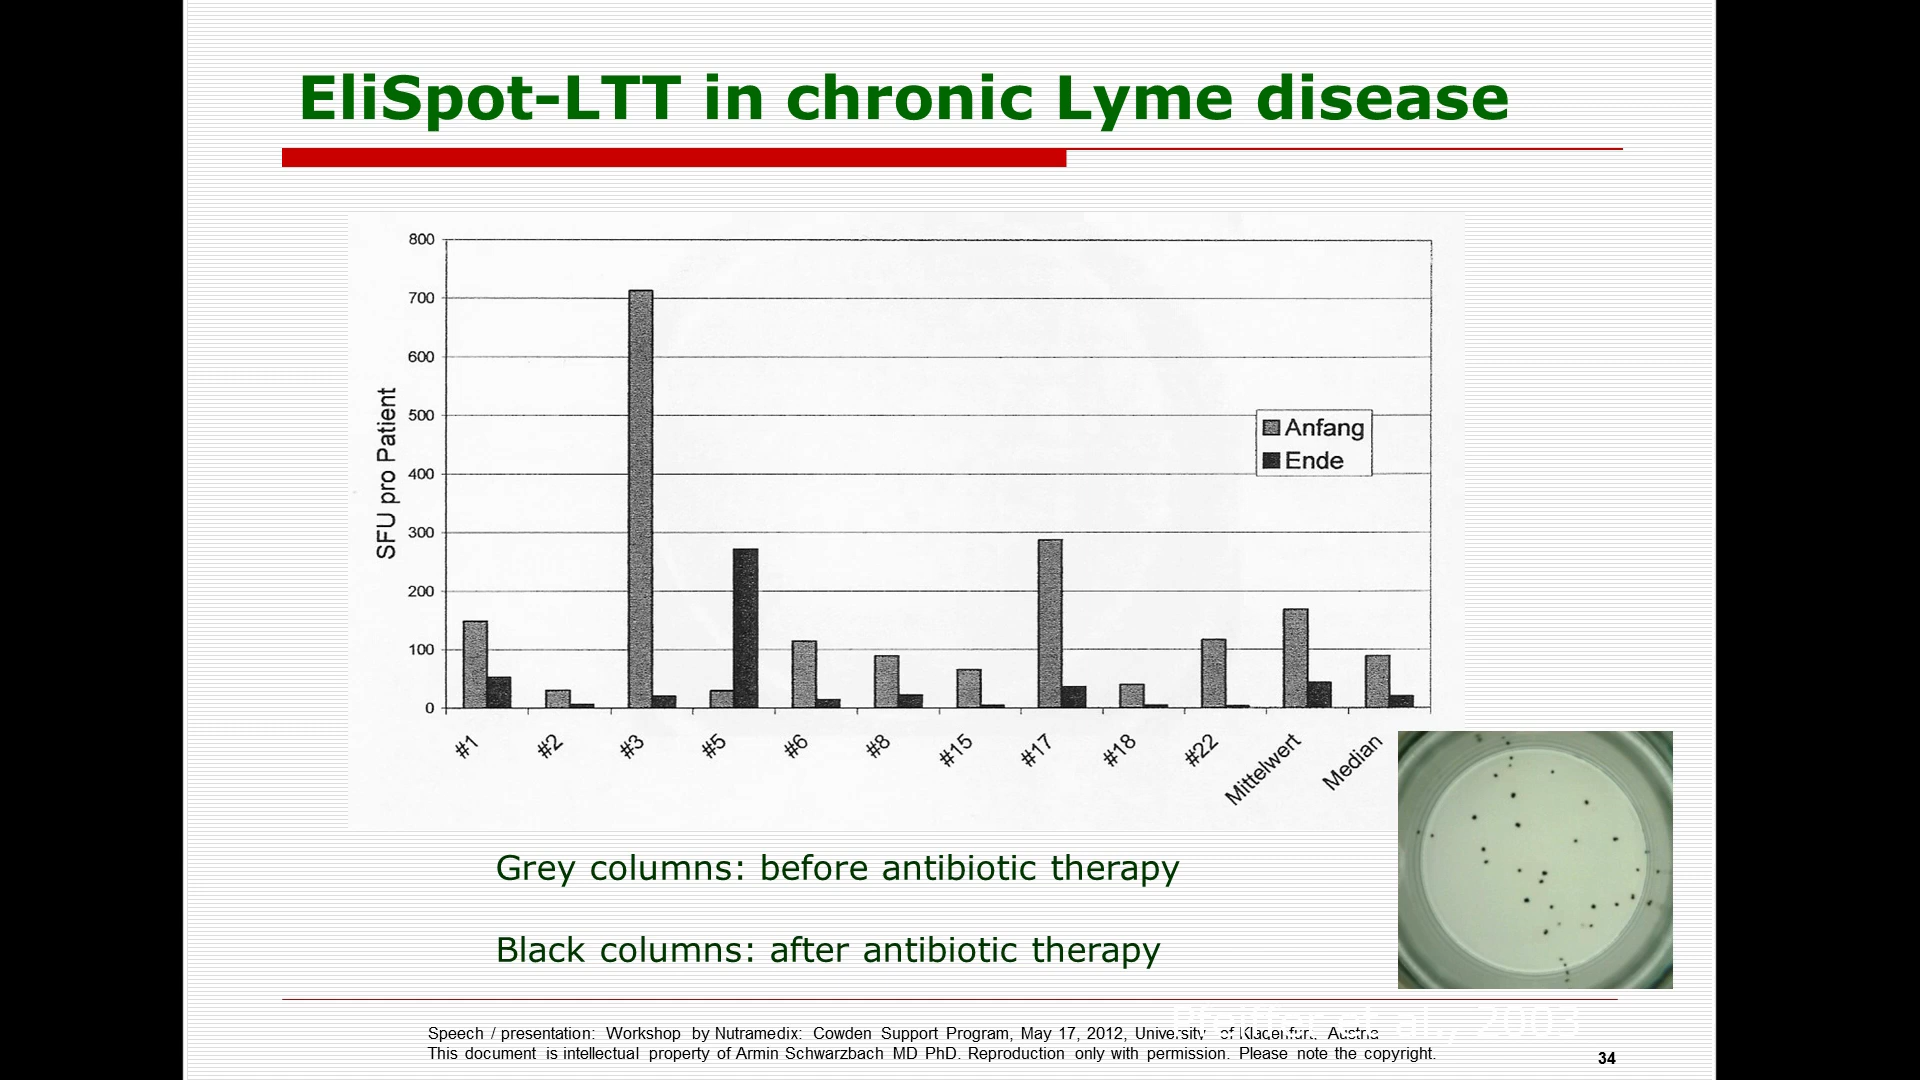 EliSpot-LTT in chronic Lyme disease
800
700
600
500
400
300
200
100
0
SFU pro Patient
Anfang
Ende
#1
#2
#3
#5
#6
#8
#15
#17
#18
#22
Mittelwert
Median
Grey columns: before antibiotic therapy
Black columns: after antibiotic therapy
2003
Speech / presentation: Workshop by Nutramedix: Cowden Support Program, May 17, 2012, University of Klagenfurt, Austria
This document is intellectual property of Armin Schwarzbach MD PhD. Reproduction only with permission. Please note the copyright.
34